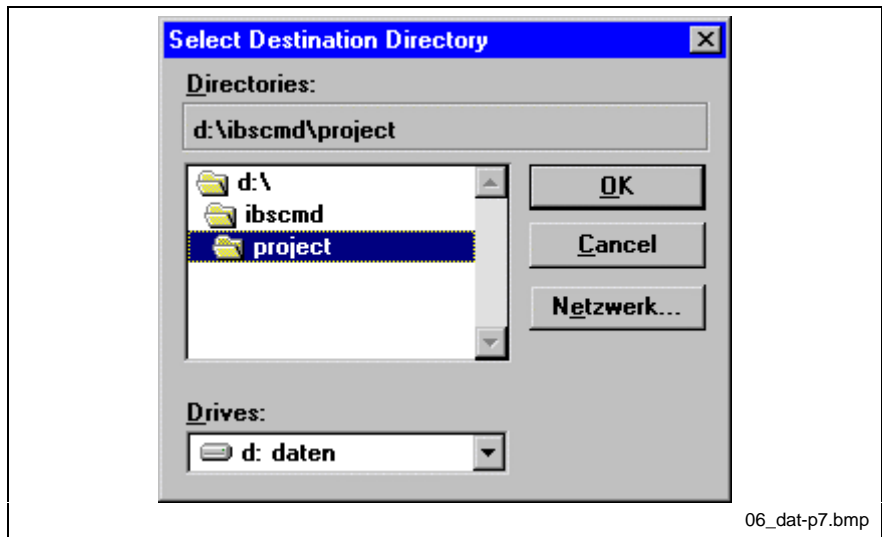 Select Destination Directory
Directories:
d:\ibscmd\project
d:\
OK
ibscmd
project
Cancel
Netzwerk...
Drives:
d: daten
06_dat-p7.bmp